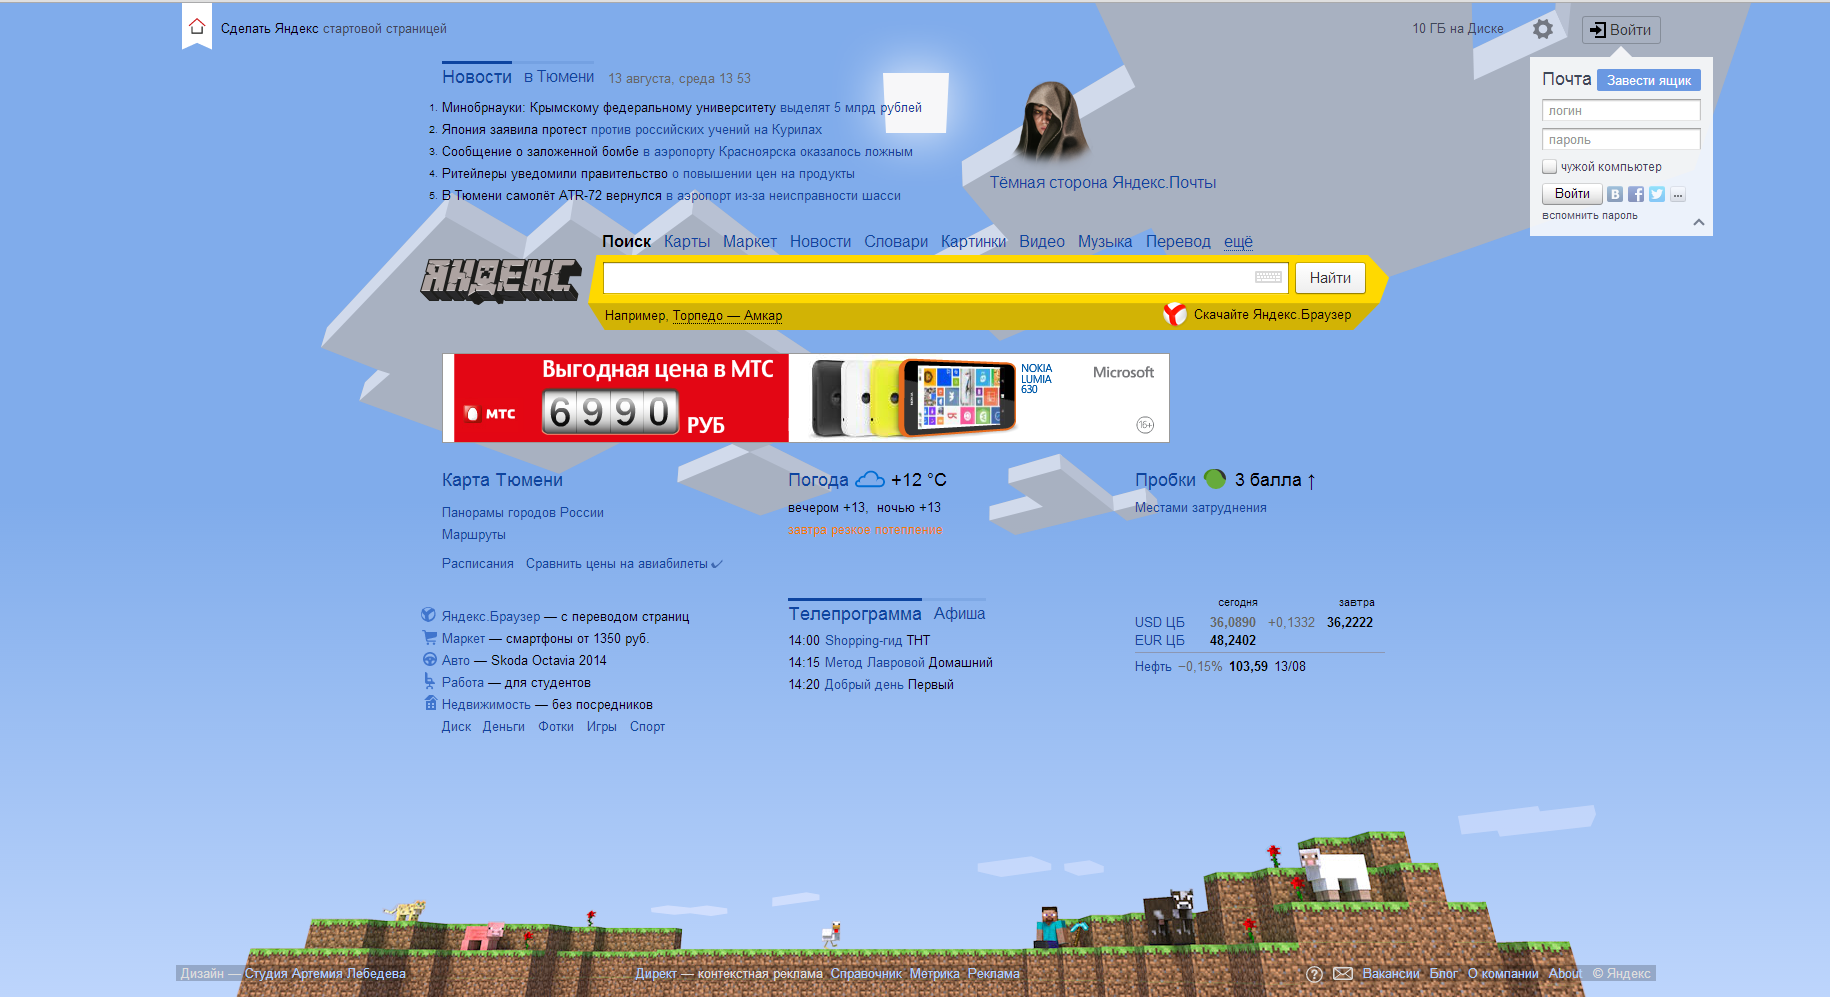 Сделать Яндекс стартовой страницей
10 ГБ на Диске
Войти
Новости в Тюмени 13 августа, среда 13 53
1. Минобрнауки: Крымскому федеральному университету выделят 5 млрд рублей
2. Япония заявила протест против российских учений на Курилах
3. Сообщение о заложенной бомбе в аэропорту Красноярска оказалось ложным
4. Ритейлеры уведомили правительство о повышении цен на продукты
5. В Тюмени самолёт ATR-72 вернулся в аэропорт из-за неисправности шасси
Тёмная сторона Яндекс.Почты
Почта Завести ящик
логин
пароль
чужой компьютер
Войти В f ...
вспомнить пароль
Поиск Карты Маркет Новости Словари Картинки Видео Музыка Перевод ещё
ЯНДЕКС
Найти
Например, Торпедо — Амкар
Скачайте Яндекс.Браузер
Выгодная цена в МТС
МТС
6990 РУБ
NOKIA
LUMIA
630
Microsoft
16+
Карта Тюмени
Панорамы городов России
Маршруты
Расписания Сравнить цены на авиабилеты
Погода +12 °C
вечером +13, ночью +13
завтра резкое потепление
Пробки 3 балла ↑
Местами затруднения
Яндекс.Браузер — с переводом страниц
Маркет — смартфоны от 1350 руб.
Авто — Skoda Octavia 2014
Работа — для студентов
Недвижимость — без посредников
Диск Деньги Фотки Игры Спорт
Телепрограмма Афиша
14:00 Shopping-гид ТНТ
14:15 Метод Лавровой Домашний
14:20 Добрый день Первый
сегодня завтра
USD ЦБ 36,0890 +0,1332 36,2222
EUR ЦБ 48,2402
Нефть −0,15% 103,59 13/08
Дизайн — Студия Артемия Лебедева
Директ — контекстная реклама Справочник Метрика Реклама
? Вакансии Блог О компании About © Яндекс